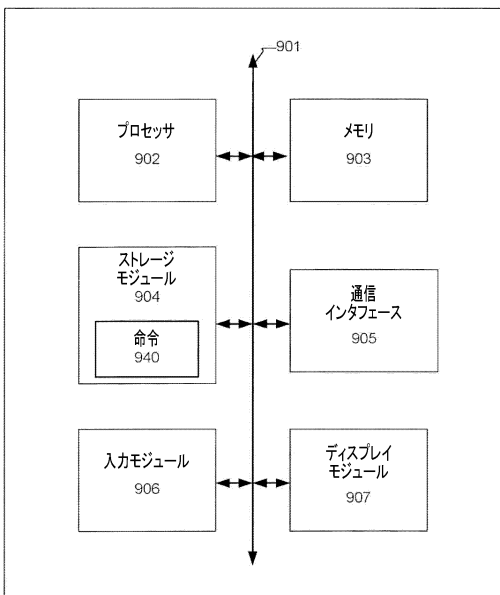 901
プロセッサ
902
メモリ
903
ストレージ
モジュール
904
命令
940
通信
インタフェース
905
入力モジュール
906
ディスプレイ
モジュール
907